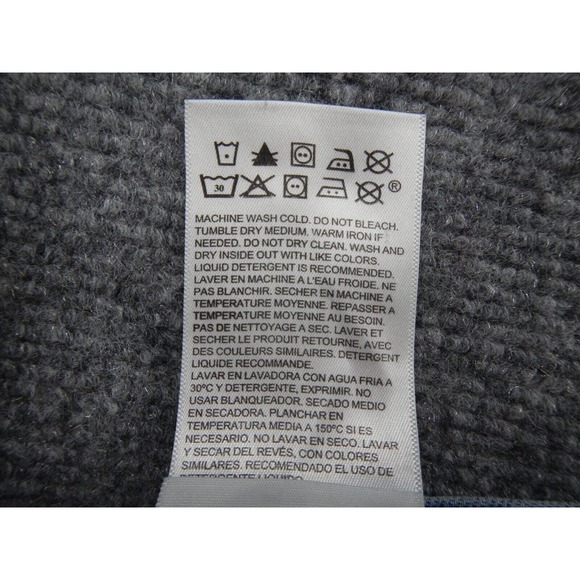 30 ®
MACHINE WASH COLD. DO NOT BLEACH.
TUMBLE DRY MEDIUM. WARM IRON IF
NEEDED. DO NOT DRY CLEAN. WASH AND
DRY INSIDE OUT WITH LIKE COLORS.
LIQUID DETERGENT IS RECOMMENDED.
LAVER EN MACHINE A L'EAU FROIDE. NE
PAS BLANCHIR. SECHER EN MACHINE A
TEMPERATURE MOYENNE. REPASSER A
TEMPERATURE MOYENNE AU BESOIN.
PAS DE NETTOYAGE A SEC. LAVER ET
SECHER LE PRODUIT RETOURNE, AVEC
DES COULEURS SIMILAIRES. DETERGENT
LIQUIDE RECOMMANDE.
LAVAR EN LAVADORA CON AGUA FRIA A
30ºC Y DETERGENTE, EXPRIMIR. NO
USAR BLANQUEADOR. SECADO MEDIO
EN SECADORA. PLANCHAR EN
TEMPERATURA MEDIA A 150ºC SI ES
NECESARIO. NO LAVAR EN SECO. LAVAR
Y SECAR DEL REVÉS, CON COLORES
SIMILARES. RECOMENDADO EL USO DE
DETERGENTE LIQUIDO.